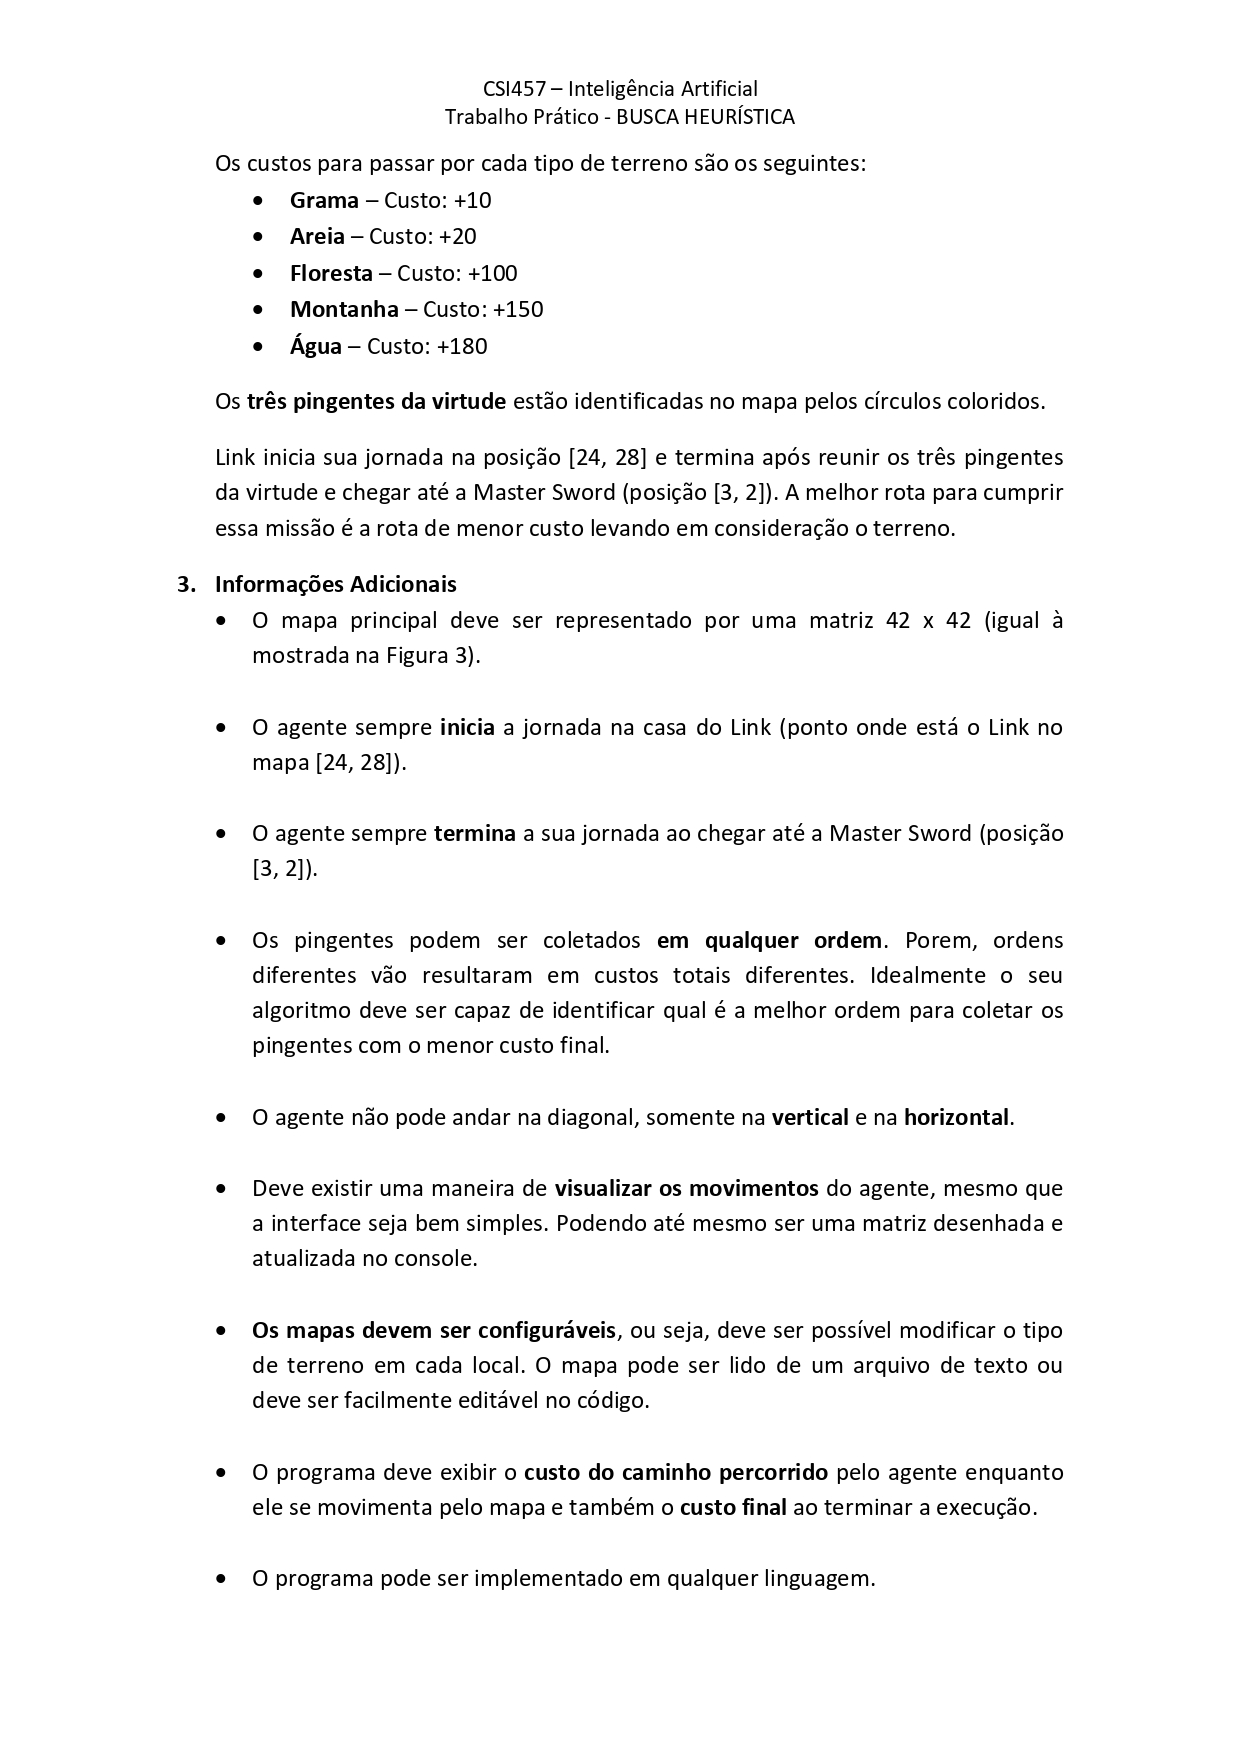 CSI457 – Inteligência Artificial
Trabalho Prático - BUSCA HEURÍSTICA
Os custos para passar por cada tipo de terreno são os seguintes:
• Grama – Custo: +10
• Areia – Custo: +20
• Floresta – Custo: +100
• Montanha – Custo: +150
• Água – Custo: +180
Os três pingentes da virtude estão identificadas no mapa pelos círculos coloridos.
Link inicia sua jornada na posição [24, 28] e termina após reunir os três pingentes
da virtude e chegar até a Master Sword (posição [3, 2]). A melhor rota para cumprir
essa missão é a rota de menor custo levando em consideração o terreno.
3. Informações Adicionais
• O mapa principal deve ser representado por uma matriz 42 x 42 (igual à
mostrada na Figura 3).
• O agente sempre inicia a jornada na casa do Link (ponto onde está o Link no
mapa [24, 28]).
• O agente sempre termina a sua jornada ao chegar até a Master Sword (posição
[3, 2]).
• Os pingentes podem ser coletados em qualquer ordem. Porem, ordens
diferentes vão resultaram em custos totais diferentes. Idealmente o seu
algoritmo deve ser capaz de identificar qual é a melhor ordem para coletar os
pingentes com o menor custo final.
• O agente não pode andar na diagonal, somente na vertical e na horizontal.
• Deve existir uma maneira de visualizar os movimentos do agente, mesmo que
a interface seja bem simples. Podendo até mesmo ser uma matriz desenhada e
atualizada no console.
• Os mapas devem ser configuráveis, ou seja, deve ser possível modificar o tipo
de terreno em cada local. O mapa pode ser lido de um arquivo de texto ou
deve ser facilmente editável no código.
• O programa deve exibir o custo do caminho percorrido pelo agente enquanto
ele se movimenta pelo mapa e também o custo final ao terminar a execução.
• O programa pode ser implementado em qualquer linguagem.